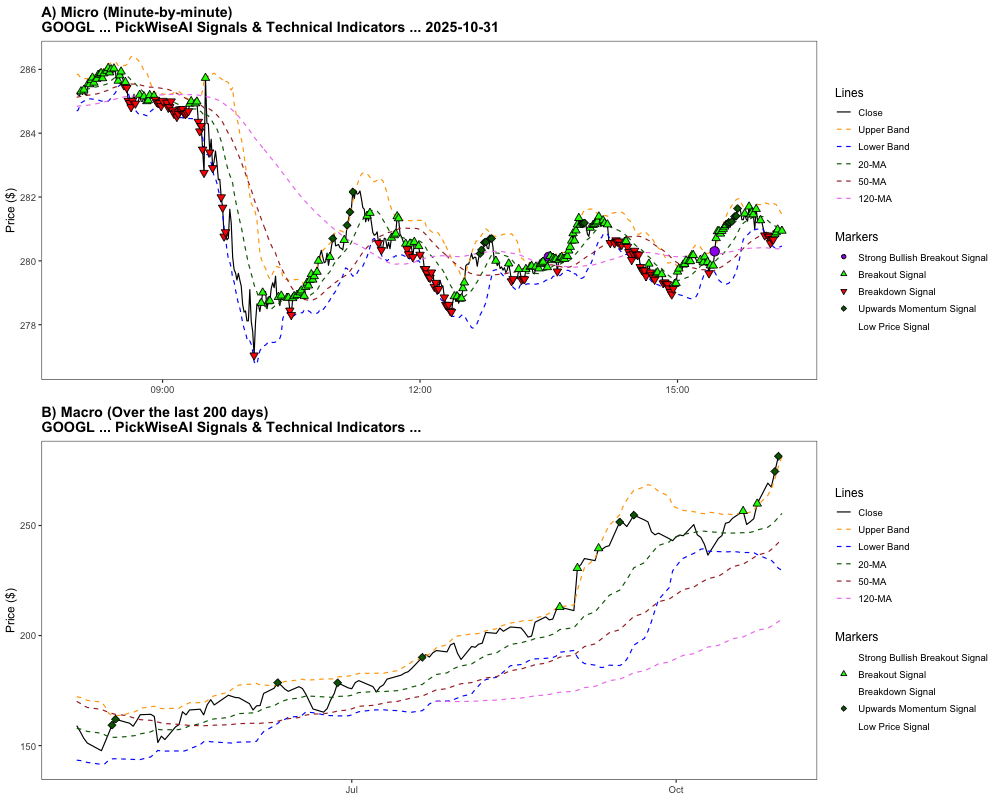 A) Micro (Minute-by-minute)
GOOGL ... PickWiseAI Signals & Technical Indicators ... 2025-10-31
Price ($)
286
284
282
280
278
09:00
12:00
15:00
Lines
Close
Upper Band
Lower Band
20-MA
50-MA
120-MA
Markers
Strong Bullish Breakout Signal
Breakout Signal
Breakdown Signal
Upwards Momentum Signal
Low Price Signal
B) Macro (Over the last 200 days)
GOOGL ... PickWiseAI Signals & Technical Indicators ...
Price ($)
250
200
150
Jul
Oct
Lines
Close
Upper Band
Lower Band
20-MA
50-MA
120-MA
Markers
Strong Bullish Breakout Signal
Breakout Signal
Breakdown Signal
Upwards Momentum Signal
Low Price Signal